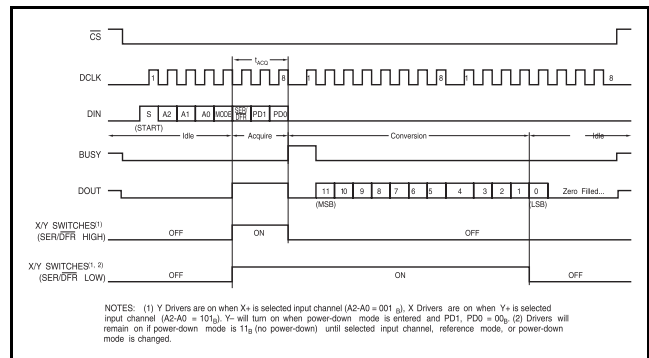 CS
tACQ
DCLK 1 8 1 8 1 8
DIN S A2 A1 A0 MODE SER/DFR PD1 PD0
(START)
Idle Acquire Conversion Idle
BUSY
DOUT 11 10 9 8 7 6 5 4 3 2 1 0 Zero Filled...
(MSB) (LSB)
X/Y SWITCHES(1)
(SER/DFR HIGH) OFF ON OFF
X/Y SWITCHES(1, 2)
(SER/DFR LOW) OFF ON OFF
NOTES: (1) Y Drivers are on when X+ is selected input channel (A2-A0 = 001 B), X Drivers are on when Y+ is selected
input channel (A2-A0 = 101B). Y– will turn on when power-down mode is entered and PD1, PD0 = 00B. (2) Drivers will
remain on if power-down mode is 11B (no power-down) until selected input channel, reference mode, or power-down
mode is changed.